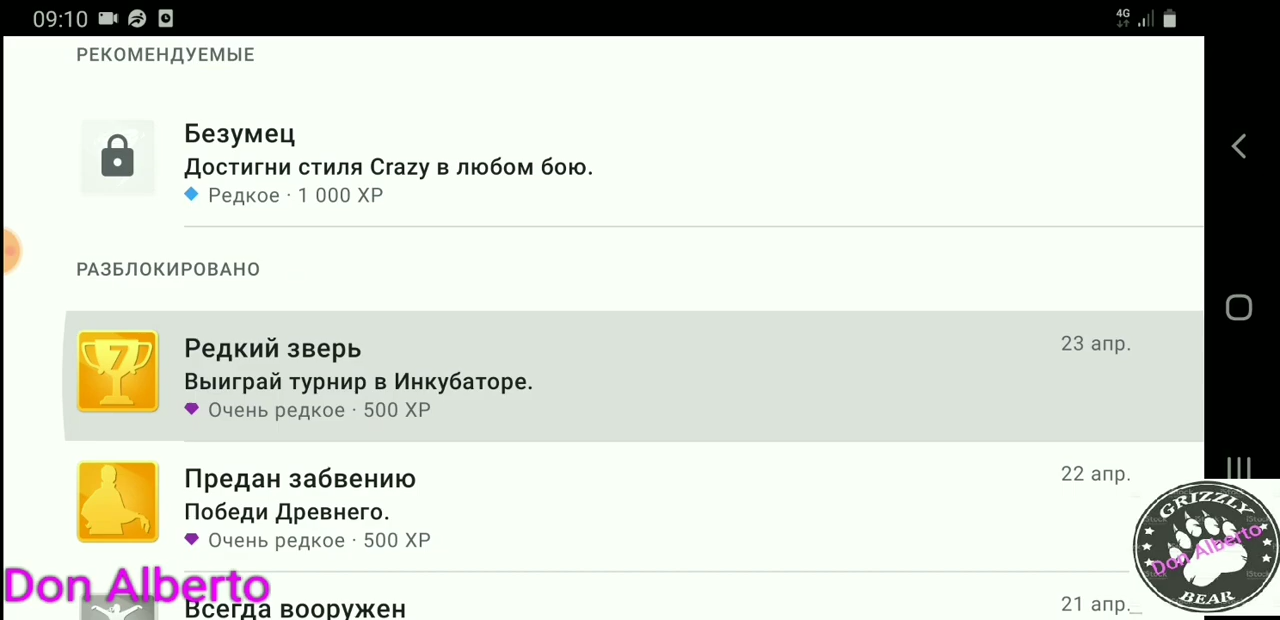 09:10
4G
РЕКОМЕНДУЕМЫЕ
Безумец
Достигни стиля Crazy в любом бою.
Редкое · 1 000 XP
РАЗБЛОКИРОВАНО
7
Редкий зверь
23 апр.
Выиграй турнир в Инкубаторе.
Очень редкое · 500 XP
Предан забвению
22 апр.
Победи Древнего.
Очень редкое · 500 XP
Всегда вооружен
21 апр.
Don Alberto
GRIZZLY
Don Alberto
BEAR